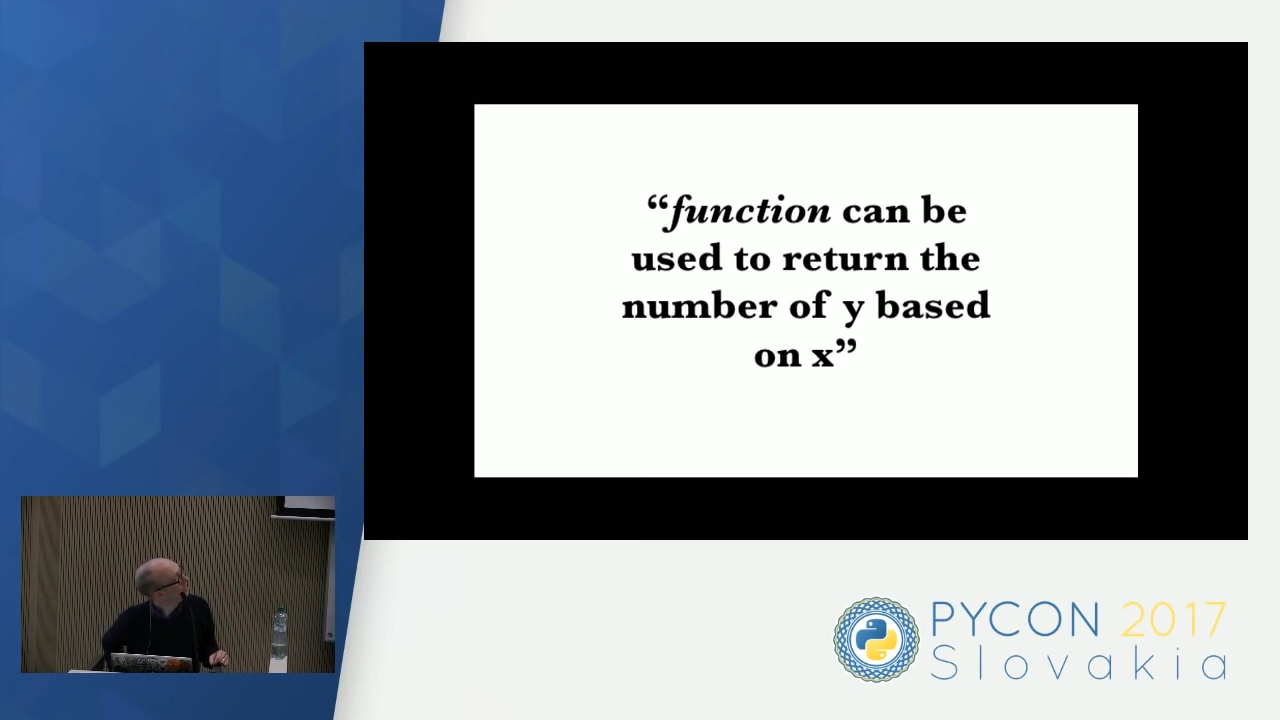 “function can be
used to return the
number of y based
on x”
PYCON 2017
Slovakia